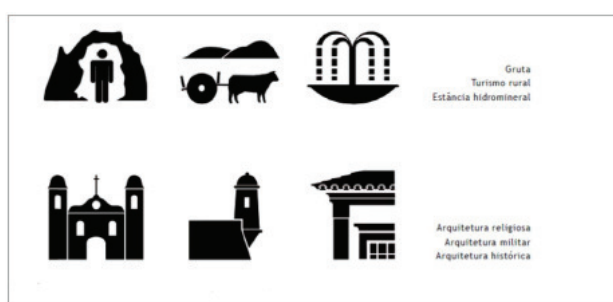 Gruta
Turismo rural
Estância hidromineral
Arquitetura religiosa
Arquitetura militar
Arquitetura histórica